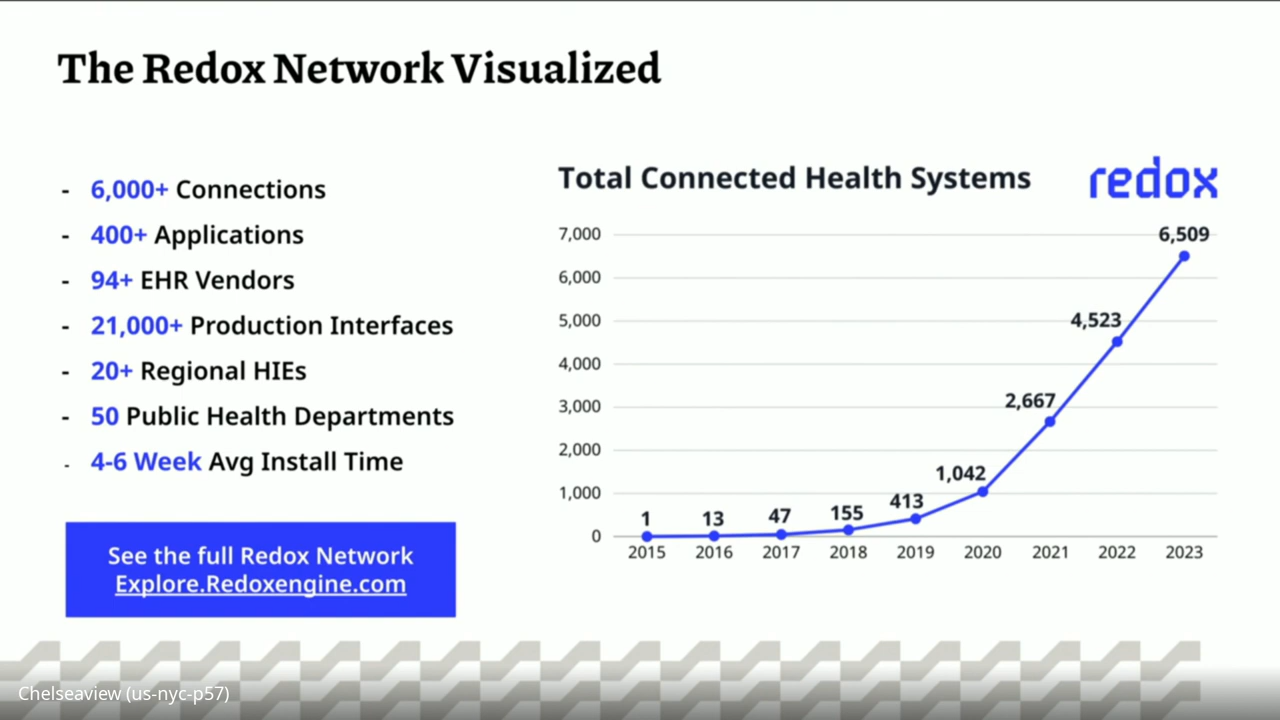 The Redox Network Visualized
- 6,000+ Connections
- 400+ Applications
- 94+ EHR Vendors
- 21,000+ Production Interfaces
- 20+ Regional HIEs
- 50 Public Health Departments
- 4-6 Week Avg Install Time
See the full Redox Network
Explore.Redoxengine.com
Total Connected Health Systems
redox
7,000
6,000
5,000
4,000
3,000
2,000
1,000
0
1
13
47
155
413
1,042
2,667
4,523
6,509
2015 2016 2017 2018 2019 2020 2021 2022 2023
Chelseaview (us-nyc-p57)